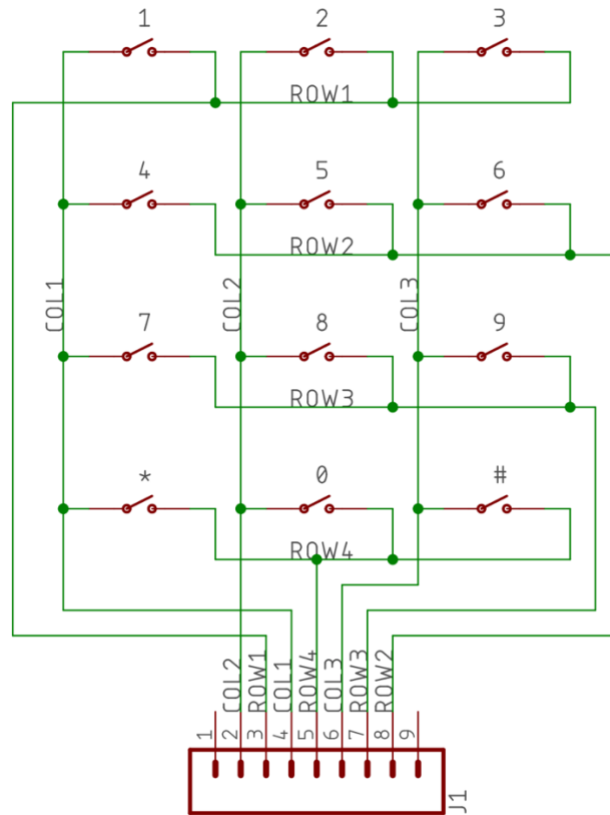 1 2 3
ROW1
4 5 6
ROW2
COL1 COL2 COL3
7 8 9
ROW3
* 0 #
ROW4
COL2 ROW1 COL1 ROW4 COL3 ROW3 ROW2
1 2 3 4 5 6 7 8 9
J1